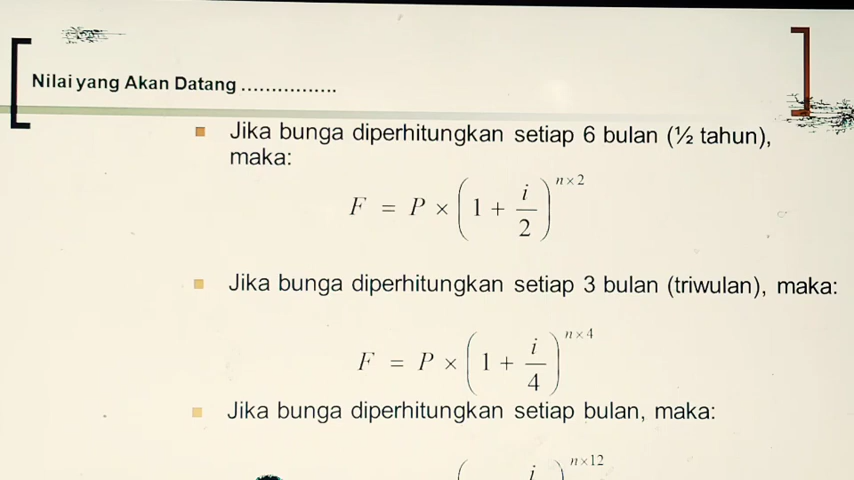 Nilai yang Akan Datang ................
Jika bunga diperhitungkan setiap 6 bulan (½ tahun),
maka:
F = P × (1 + i/2)^{n×2}
Jika bunga diperhitungkan setiap 3 bulan (triwulan), maka:
F = P × (1 + i/4)^{n×4}
Jika bunga diperhitungkan setiap bulan, maka:
( i )^{n×12}